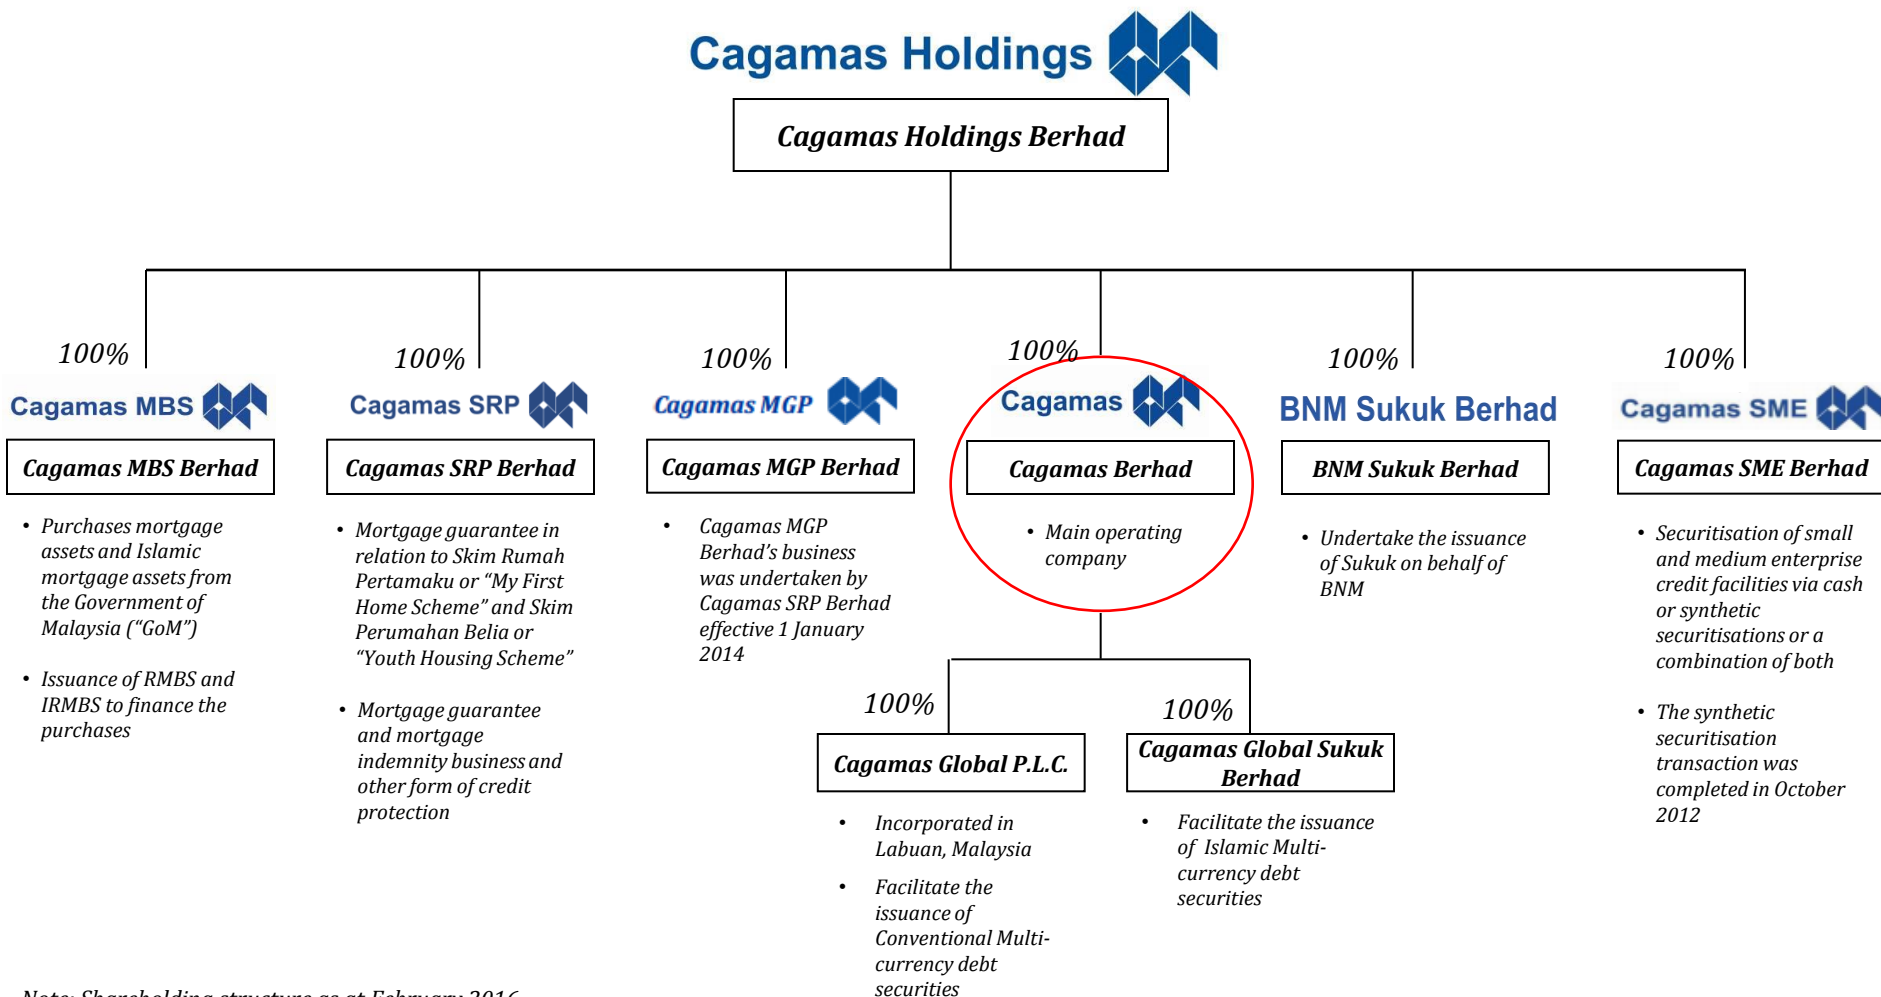 Cagamas Holdings
Cagamas Holdings Berhad
100%
Cagamas MBS
Cagamas MBS Berhad
• Purchases mortgage
assets and Islamic
mortgage assets from
the Government of
Malaysia (“GoM”)
• Issuance of RMBS and
IRMBS to finance the
purchases
100%
Cagamas SRP
Cagamas SRP Berhad
• Mortgage guarantee in
relation to Skim Rumah
Pertamaku or “My First
Home Scheme” and Skim
Perumahan Belia or
“Youth Housing Scheme”
• Mortgage guarantee
and mortgage
indemnity business and
other form of credit
protection
100%
Cagamas MGP
Cagamas MGP Berhad
• Cagamas MGP
Berhad’s business
was undertaken by
Cagamas SRP Berhad
effective 1 January
2014
100%
Cagamas
Cagamas Berhad
• Main operating
company
100%
BNM Sukuk Berhad
BNM Sukuk Berhad
• Undertake the issuance
of Sukuk on behalf of
BNM
100%
Cagamas SME
Cagamas SME Berhad
• Securitisation of small
and medium enterprise
credit facilities via cash
or synthetic
securitisations or a
combination of both
• The synthetic
securitisation
transaction was
completed in October
2012
100%
Cagamas Global P.L.C.
• Incorporated in
Labuan, Malaysia
• Facilitate the
issuance of
Conventional Multi-
currency debt
securities
100%
Cagamas Global Sukuk
Berhad
• Facilitate the issuance
of Islamic Multi-
currency debt
securities
Note: Shareholding structure as at February 2016